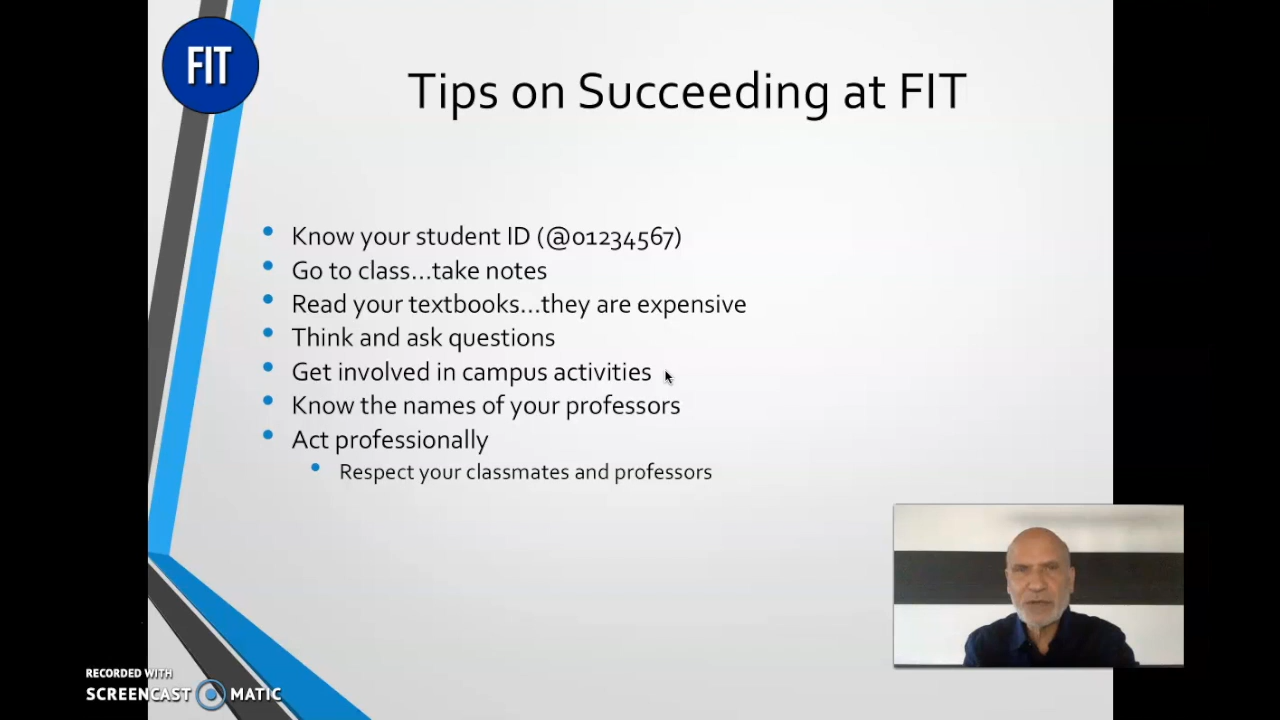 FIT
Tips on Succeeding at FIT
Know your student ID (@01234567)
Go to class...take notes
Read your textbooks...they are expensive
Think and ask questions
Get involved in campus activities
Know the names of your professors
Act professionally
Respect your classmates and professors
RECORDED WITH
SCREENCAST MATIC